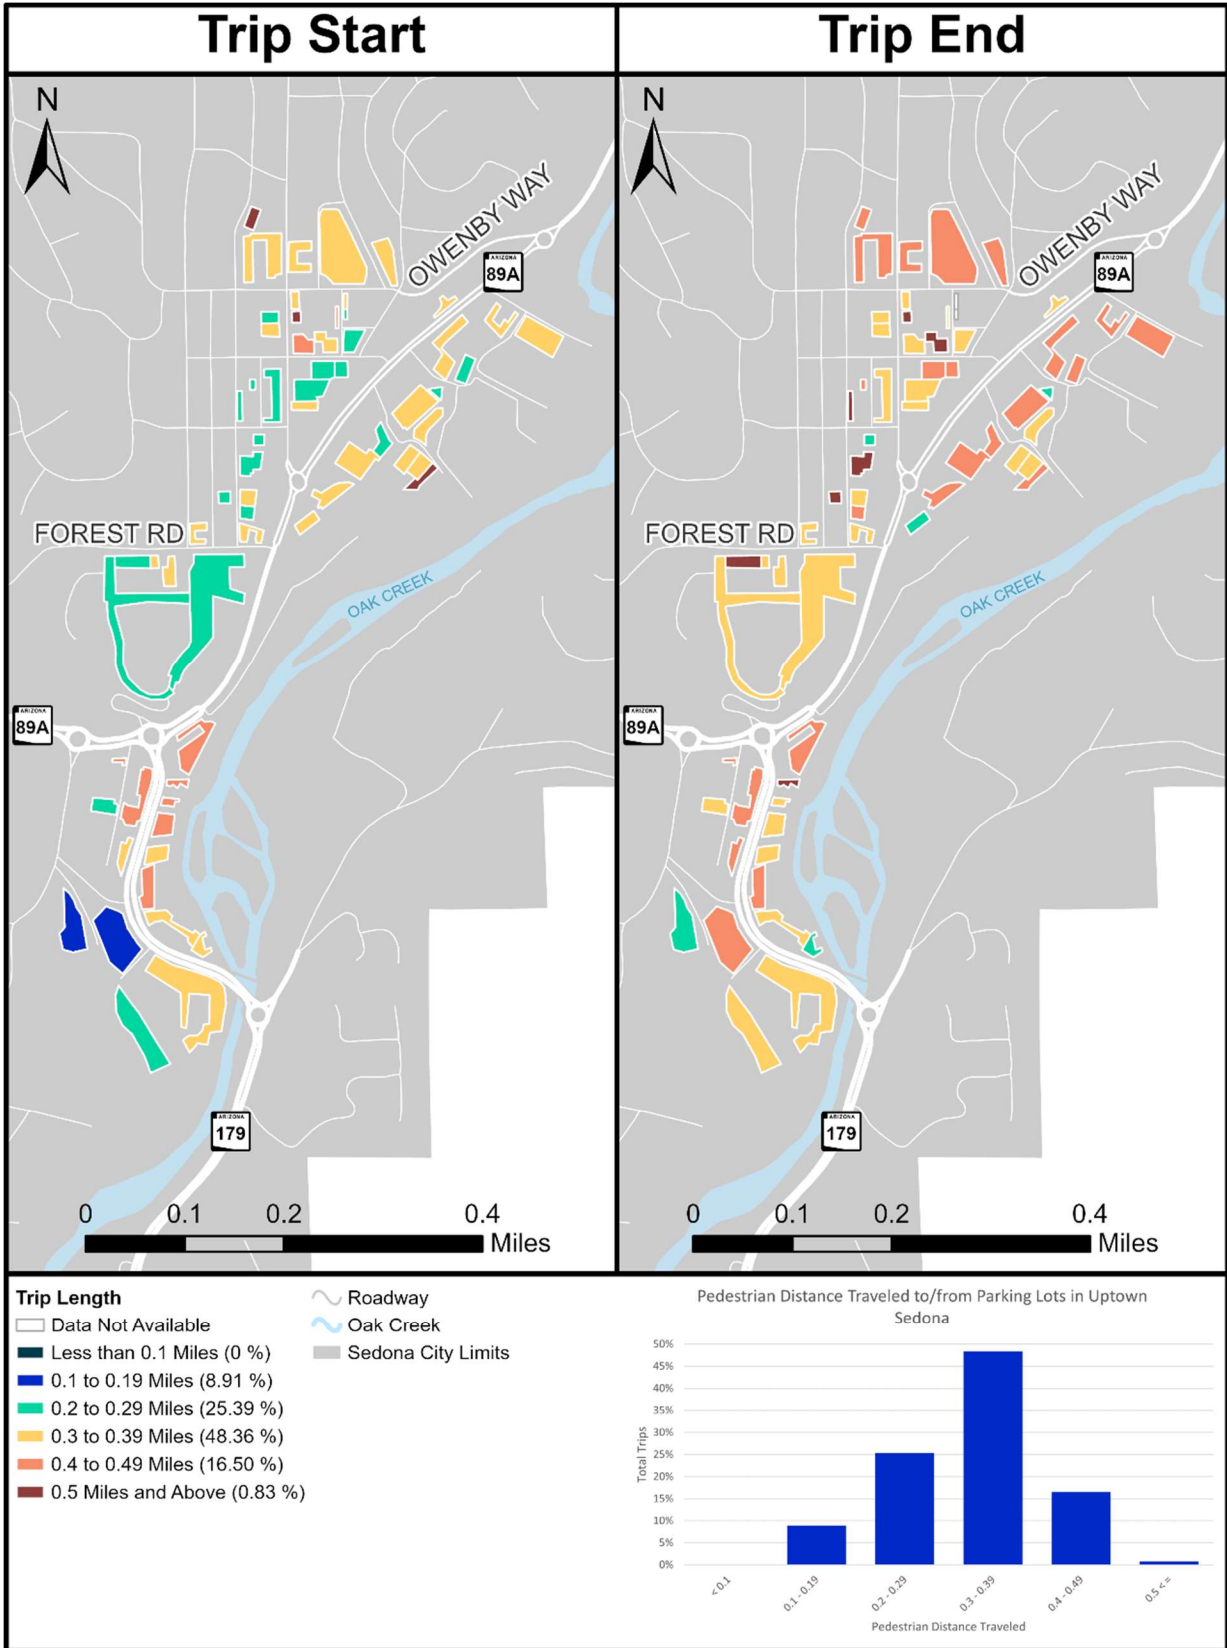 Trip Start
Trip End
N
OWENBY WAY
ARIZONA
89A
FOREST RD
OAK CREEK
ARIZONA
89A
ARIZONA
179
0 0.1 0.2 0.4
Miles
N
OWENBY WAY
ARIZONA
89A
FOREST RD
OAK CREEK
ARIZONA
89A
ARIZONA
179
0 0.1 0.2 0.4
Miles
Trip Length
Data Not Available
Less than 0.1 Miles (0 %)
0.1 to 0.19 Miles (8.91 %)
0.2 to 0.29 Miles (25.39 %)
0.3 to 0.39 Miles (48.36 %)
0.4 to 0.49 Miles (16.50 %)
0.5 Miles and Above (0.83 %)
Roadway
Oak Creek
Sedona City Limits
Pedestrian Distance Traveled to/from Parking Lots in Uptown
Sedona
Total Trips
50%
45%
40%
35%
30%
25%
20%
15%
10%
5%
0%
< 0.1
0.1 - 0.19
0.2 - 0.29
0.3 - 0.39
0.4 - 0.49
0.5 < =
Pedestrian Distance Traveled